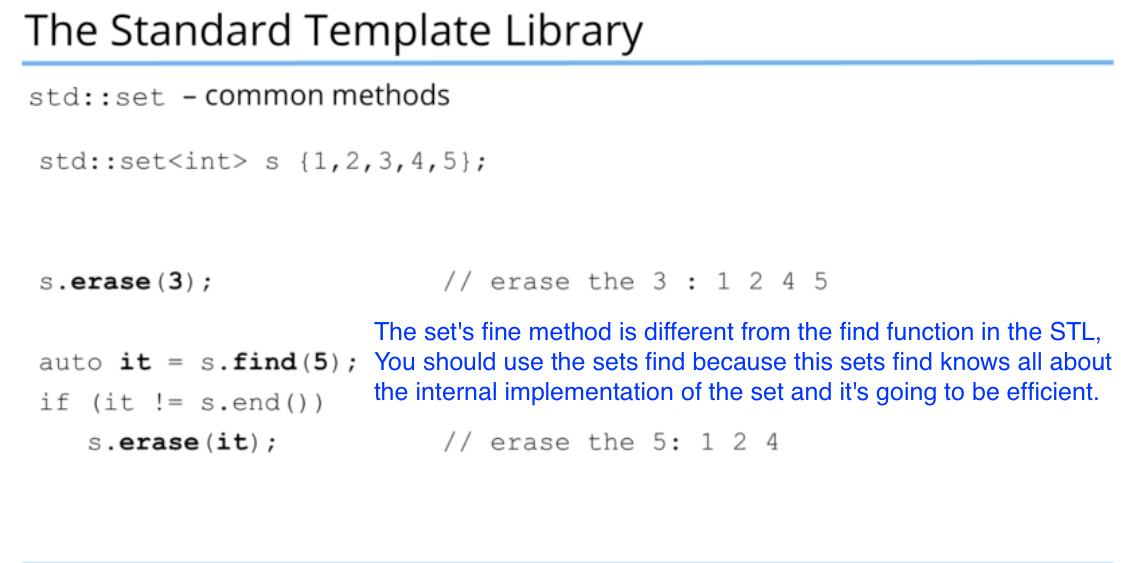 The Standard Template Library
std::set – common methods
std::set<int> s {1,2,3,4,5};
s.erase(3); // erase the 3 : 1 2 4 5
The set's fine method is different from the find function in the STL,
auto it = s.find(5); You should use the sets find because this sets find knows all about
the internal implementation of the set and it's going to be efficient.
if (it != s.end())
s.erase(it); // erase the 5: 1 2 4